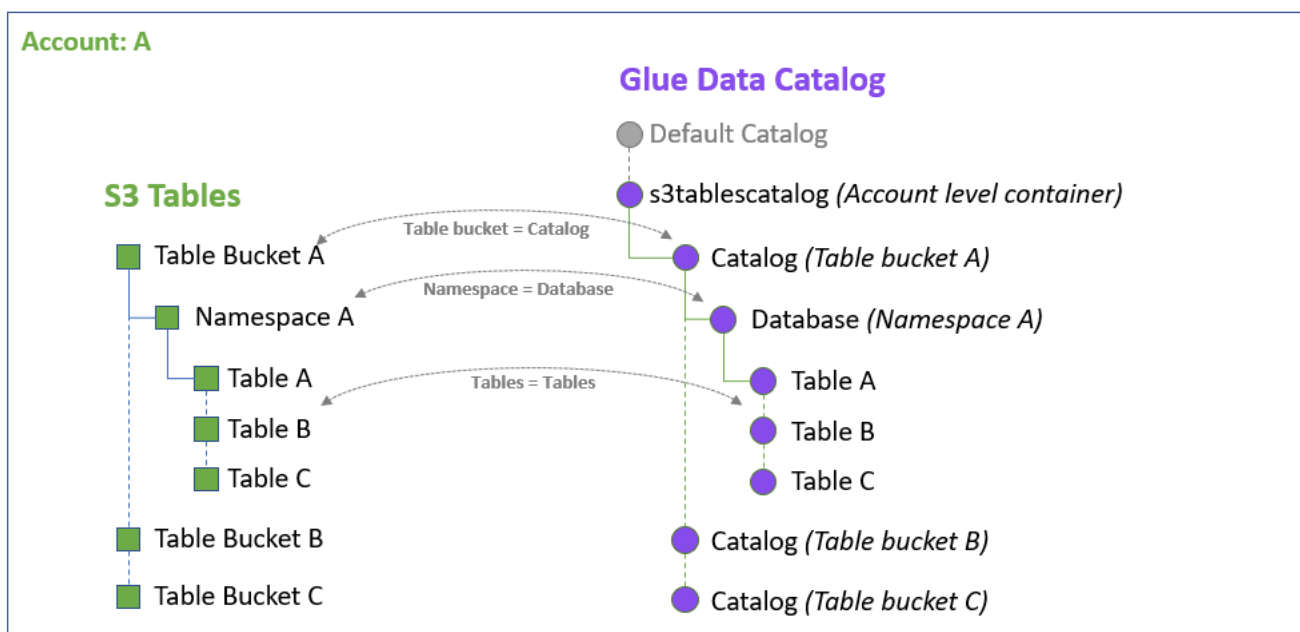 Account: A
Glue Data Catalog
Default Catalog
S3 Tables
s3tablescatalog (Account level container)
Table bucket = Catalog
Table Bucket A
Catalog (Table bucket A)
Namespace = Database
Namespace A
Database (Namespace A)
Table A
Tables = Tables
Table A
Table B
Table B
Table C
Table C
Table Bucket B
Catalog (Table bucket B)
Table Bucket C
Catalog (Table bucket C)